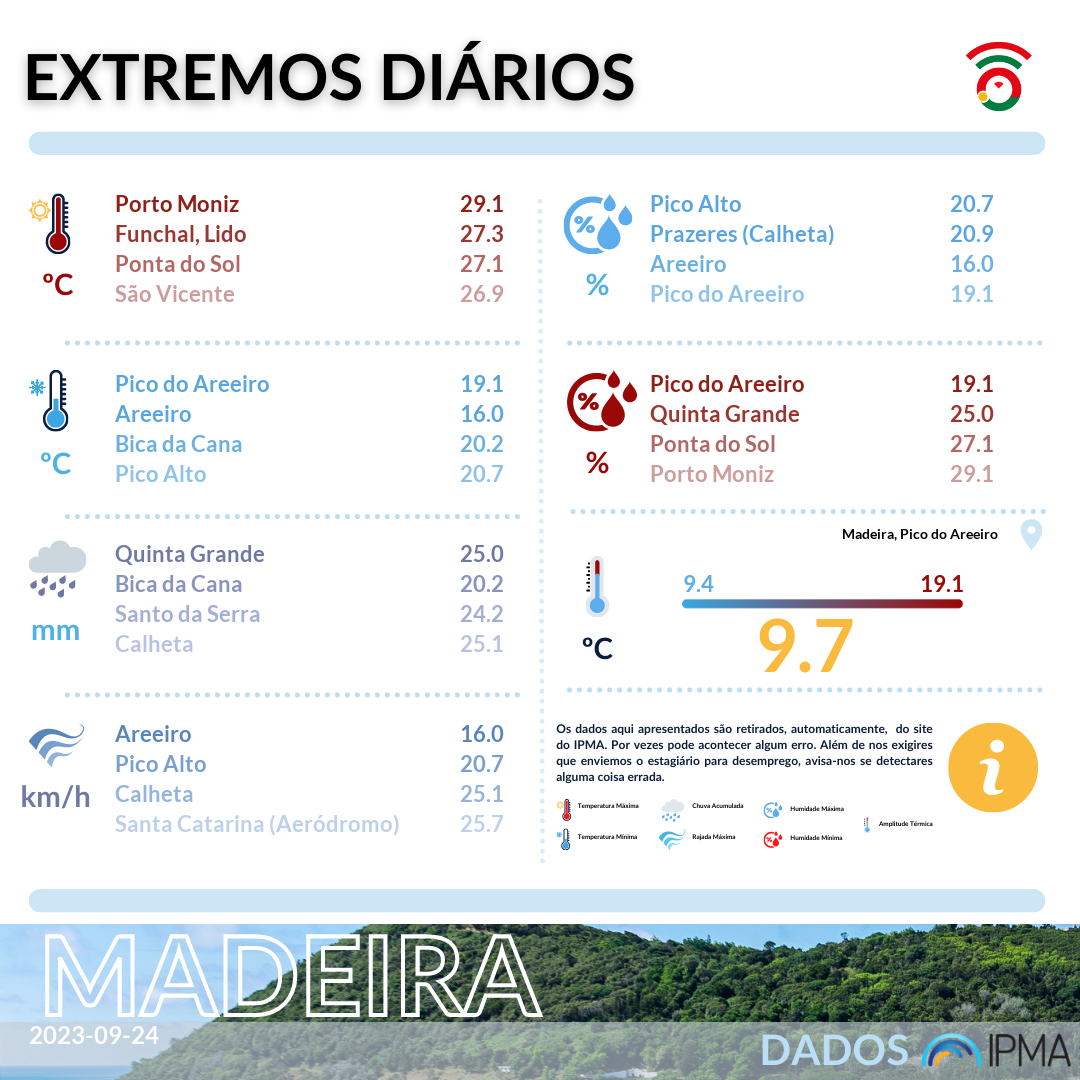 EXTREMOS DIÁRIOS
Porto Moniz 29.1
Funchal, Lido 27.3
Ponta do Sol 27.1
São Vicente 26.9
ºC
Pico do Areeiro 19.1
Areeiro 16.0
Bica da Cana 20.2
Pico Alto 20.7
ºC
Quinta Grande 25.0
Bica da Cana 20.2
Santo da Serra 24.2
Calheta 25.1
mm
Areeiro 16.0
Pico Alto 20.7
Calheta 25.1
Santa Catarina (Aeródromo) 25.7
km/h
%
Pico Alto 20.7
Prazeres (Calheta) 20.9
Areeiro 16.0
Pico do Areeiro 19.1
%
%
Pico do Areeiro 19.1
Quinta Grande 25.0
Ponta do Sol 27.1
Porto Moniz 29.1
%
Madeira, Pico do Areeiro
9.4 19.1
9.7
ºC
Os dados aqui apresentados são retirados, automaticamente, do site
do IPMA. Por vezes pode acontecer algum erro. Além de nos exigires
que enviemos o estagiário para desemprego, avisa-nos se detectares
alguma coisa errada.
i
Temperatura Máxima
Chuva Acumulada
Humidade Máxima
Amplitude Térmica
Temperatura Mínima
Rajada Máxima
Humidade Mínima
MADEIRA
2023-09-24
DADOS IPMA